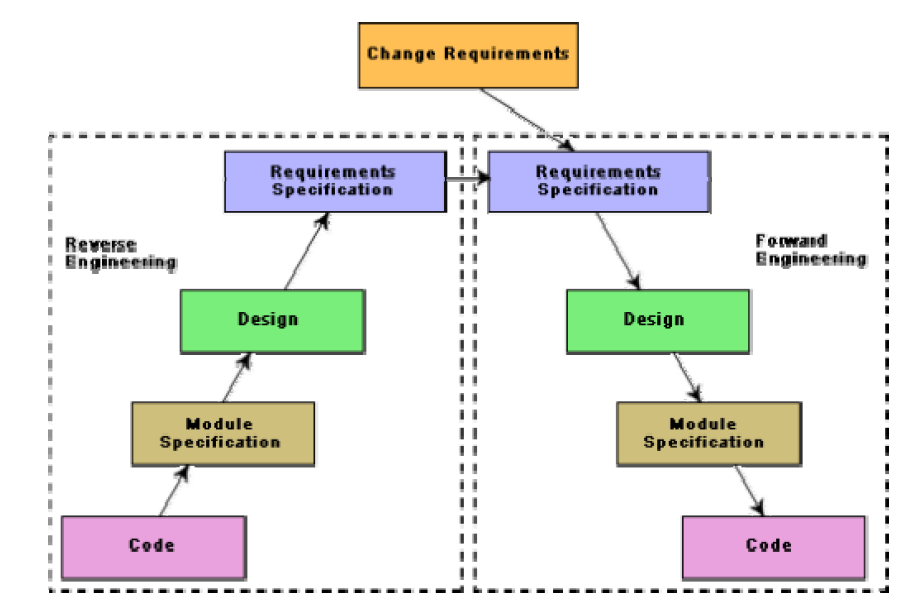 Change Requirements
Requirements
Specification
Requirements
Specification
Reverse
Engineering
Forward
Engineering
Design
Design
Module
Specification
Module
Specification
Code
Code